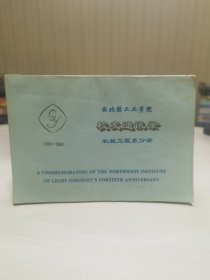 西北轻工业学院
校友通讯录
机械工程系分册
A COMMEMORATION OF THE NORTHWEST INSTITUTE
OF LIGHT INDUSTRY'S FORTIETH ANNIVERSARY